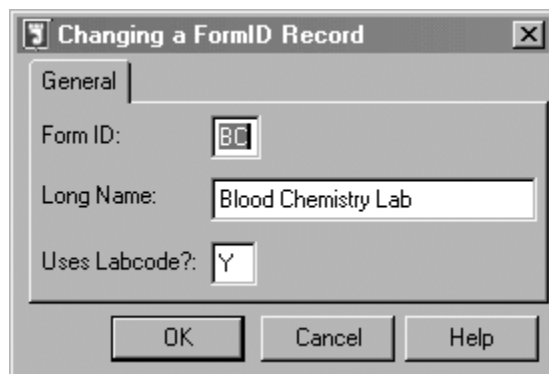 Changing a FormID Record
General
Form ID: BC
Long Name: Blood Chemistry Lab
Uses Labcode?: Y
OK Cancel Help